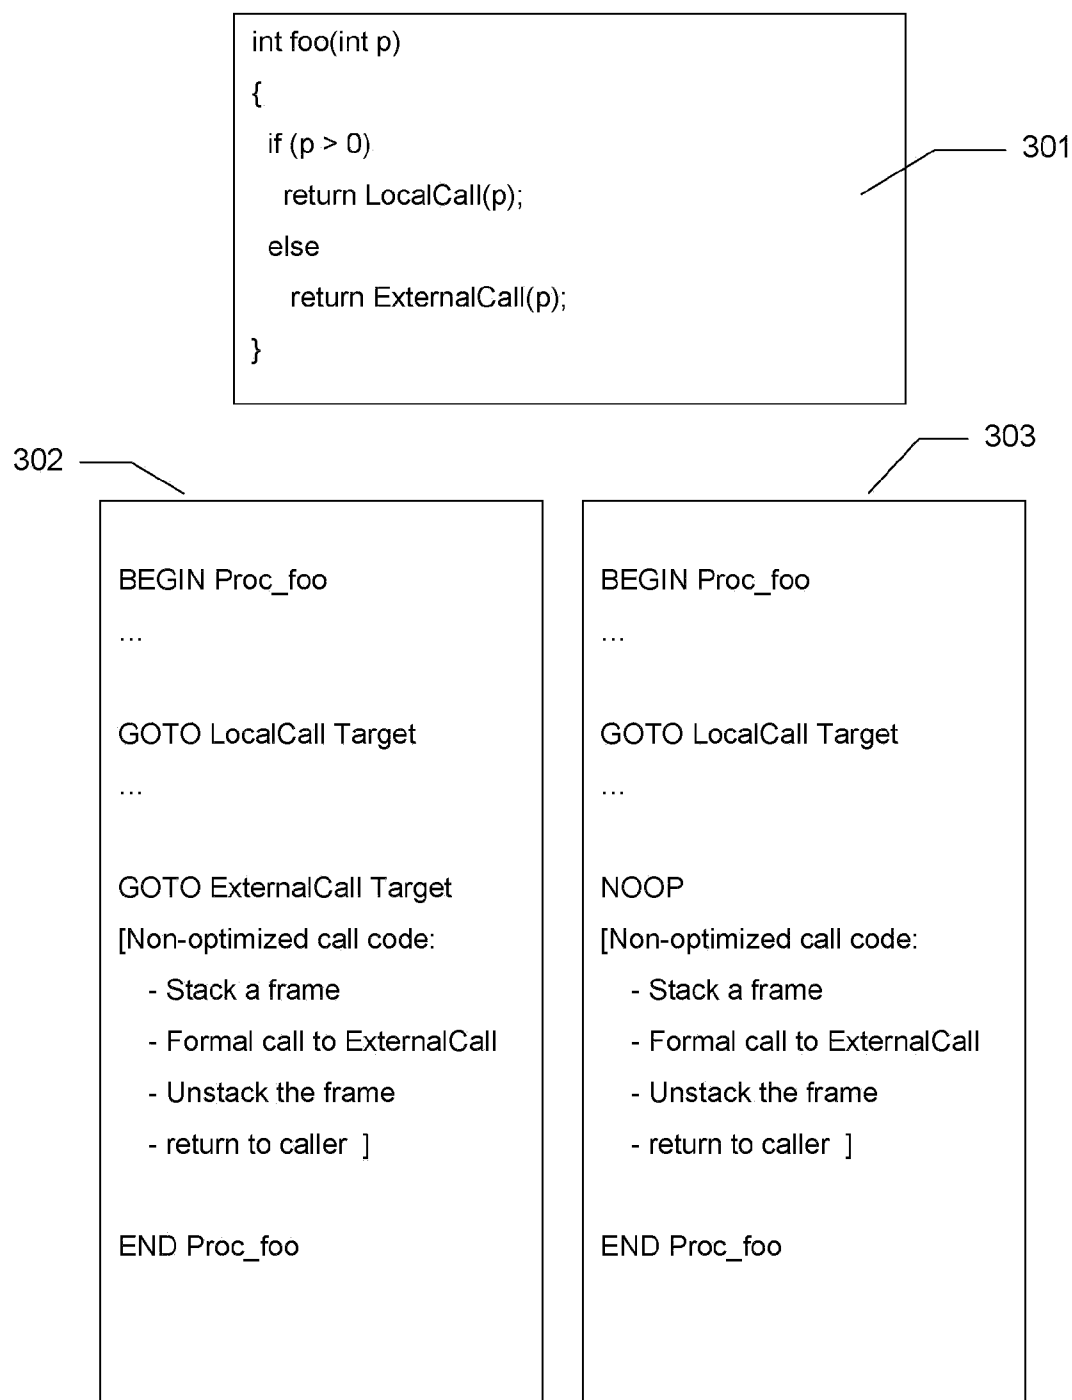 int foo(int p)
{
if (p > 0)
return LocalCall(p);
else
return ExternalCall(p);
}
301
302
BEGIN Proc_foo
...
GOTO LocalCall Target
...
GOTO ExternalCall Target
[Non-optimized call code:
- Stack a frame
- Formal call to ExternalCall
- Unstack the frame
- return to caller ]
END Proc_foo
303
BEGIN Proc_foo
...
GOTO LocalCall Target
...
NOOP
[Non-optimized call code:
- Stack a frame
- Formal call to ExternalCall
- Unstack the frame
- return to caller ]
END Proc_foo